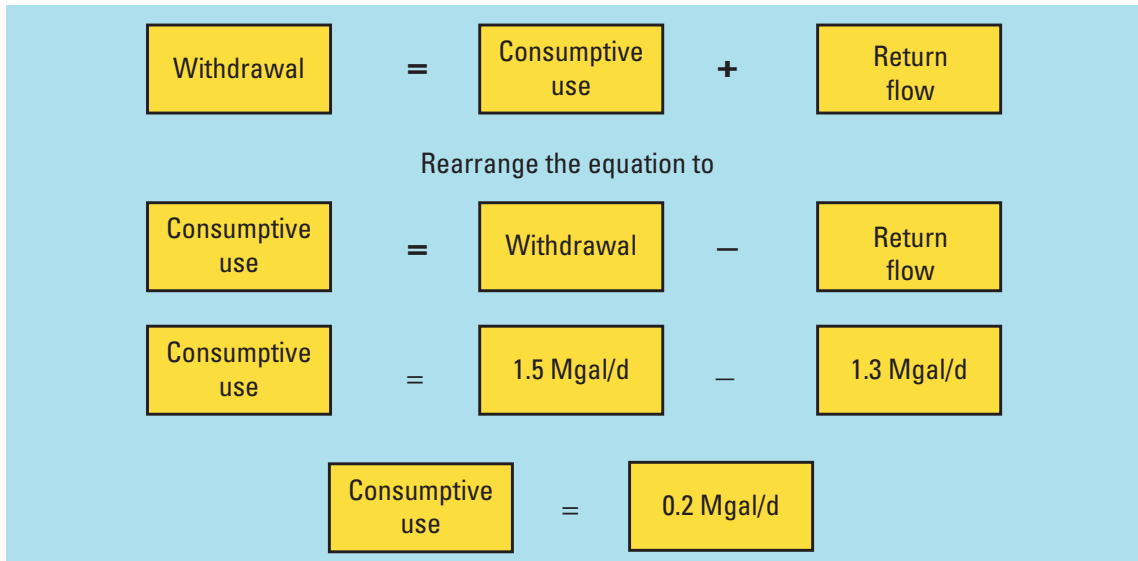 Withdrawal = Consumptive use + Return flow
Rearrange the equation to
Consumptive use = Withdrawal – Return flow
Consumptive use = 1.5 Mgal/d – 1.3 Mgal/d
Consumptive use = 0.2 Mgal/d